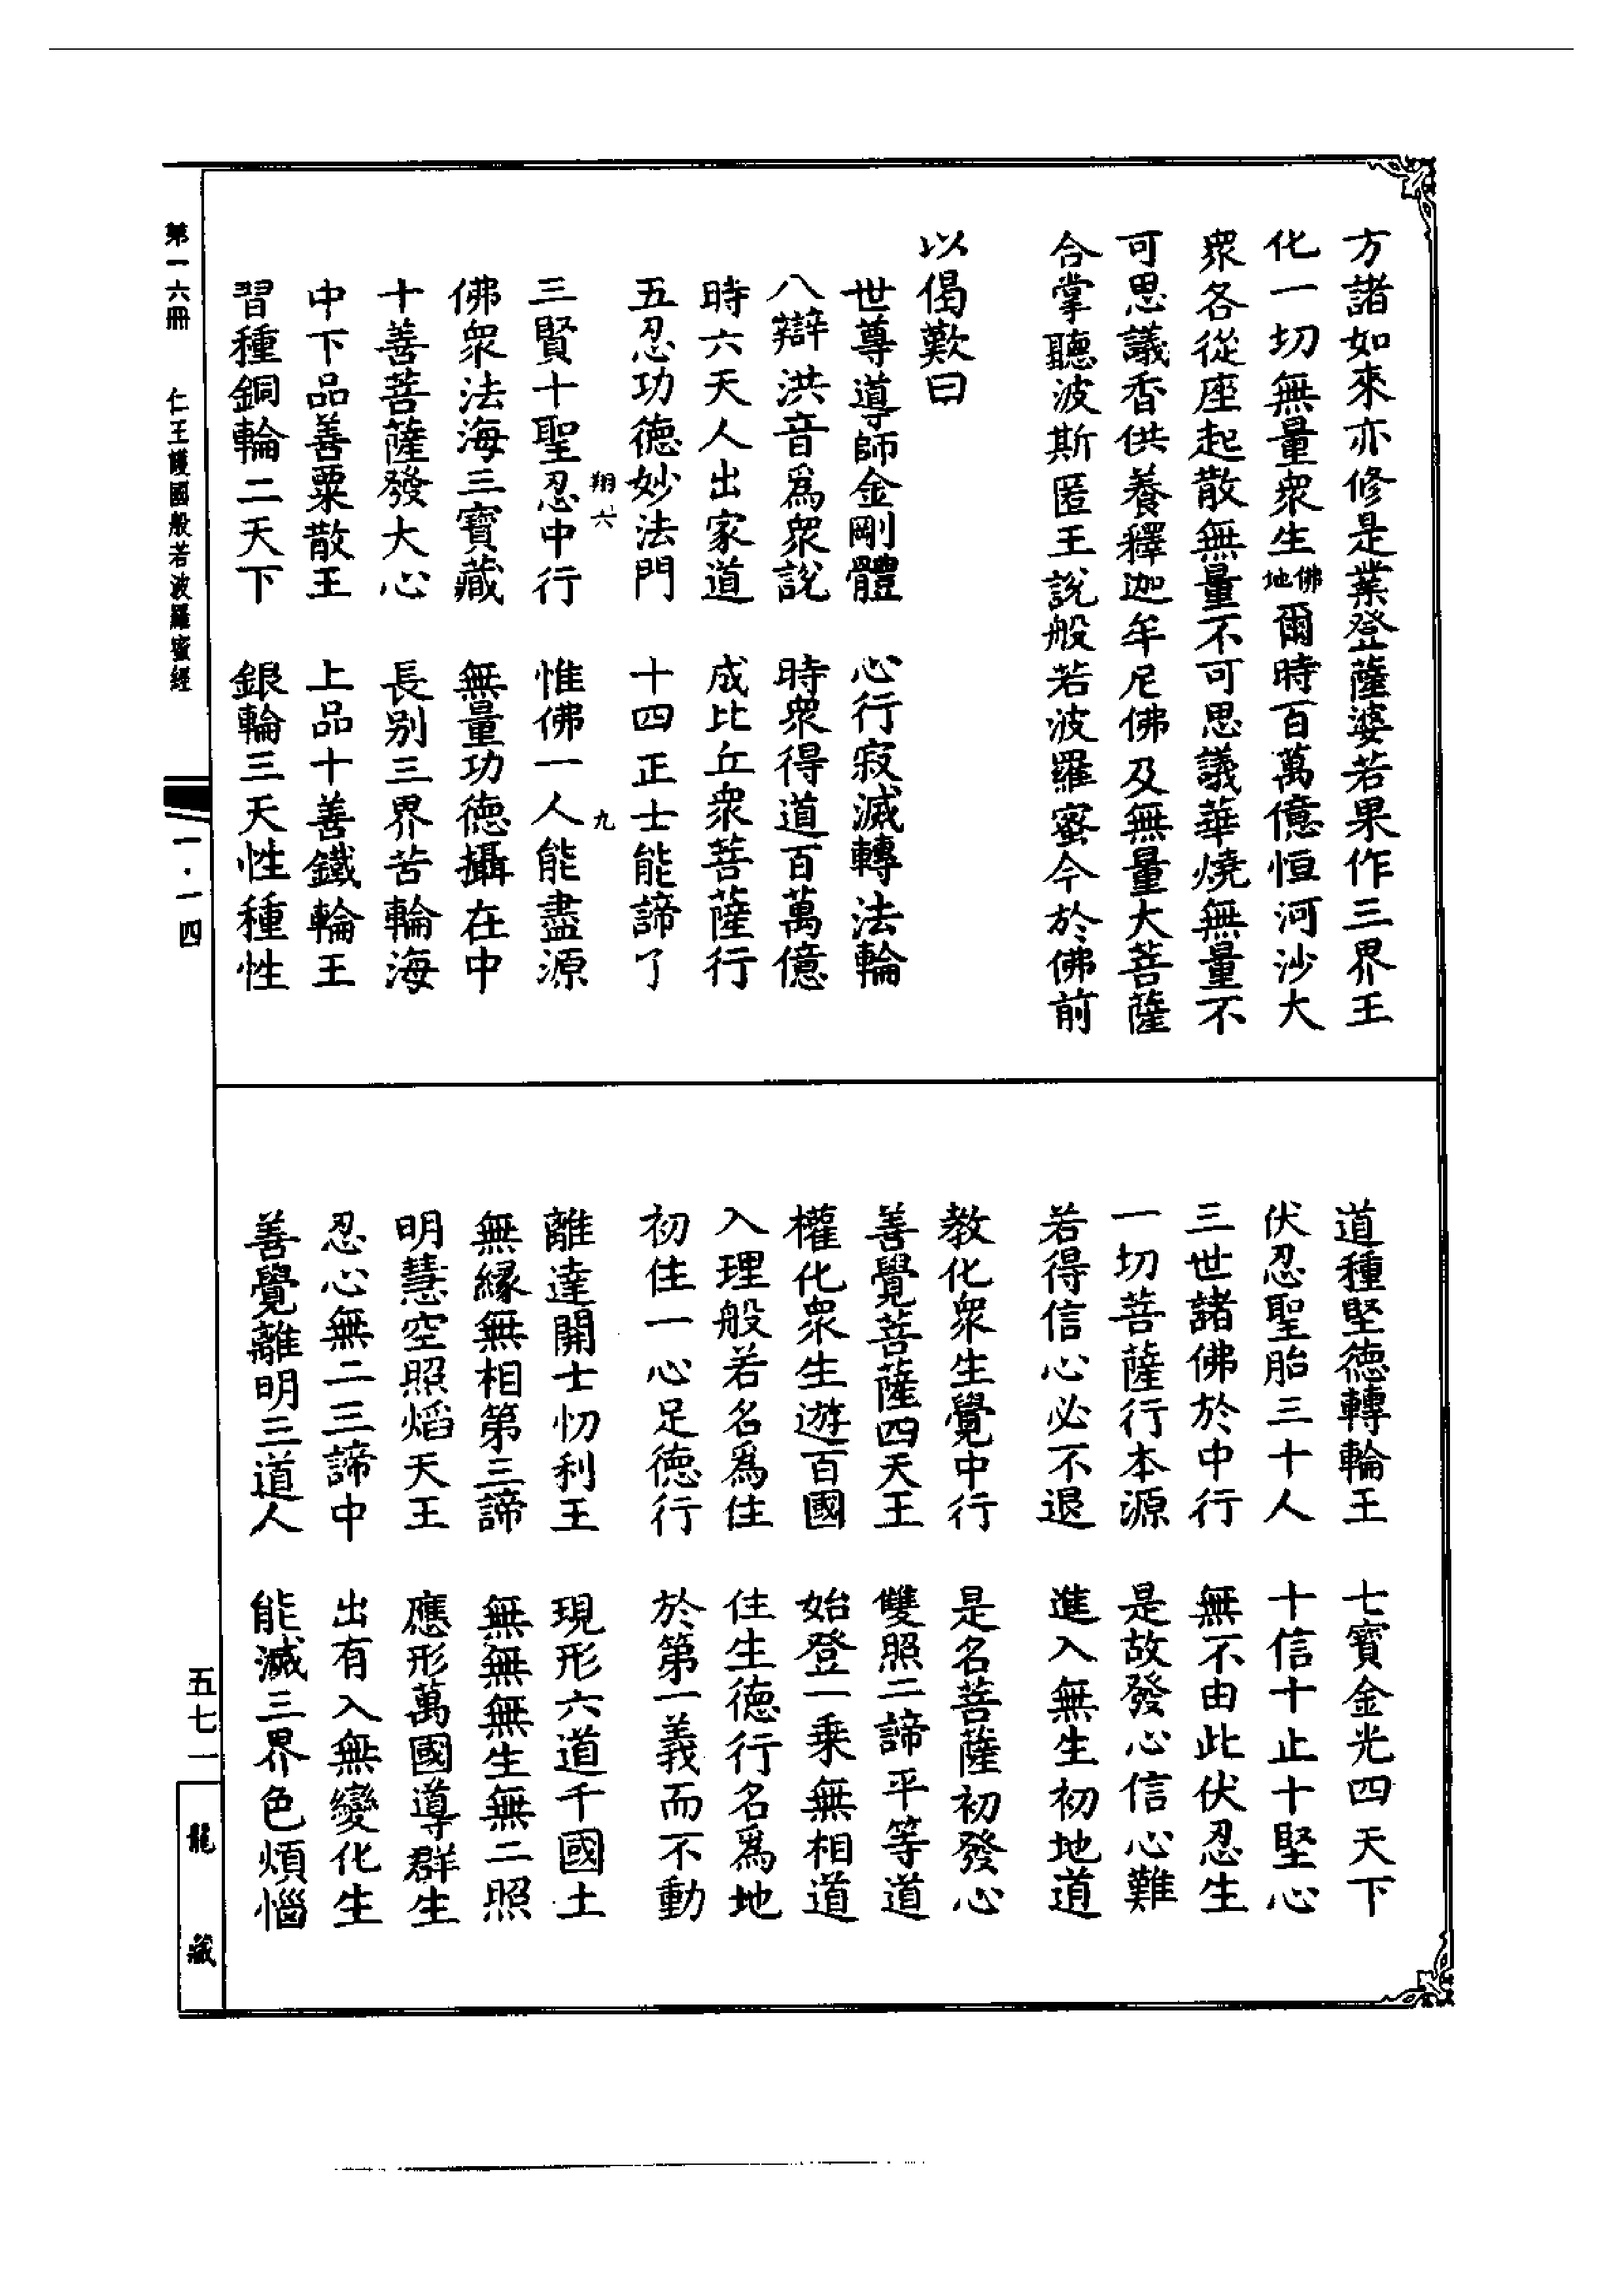 方諸如來亦修是業登薩婆若果作三界王
化一切無量衆生佛地爾時百萬億恒河沙大
衆各從座起散無量不可思議華燒無量不
可思議香供養釋迦牟尼佛及無量大菩薩
合掌聽波斯匿王說般若波羅蜜今於佛前
以偈歎曰
世尊導師金剛體　心行寂滅轉法輪
八辯洪音爲衆說　時衆得道百萬億
時六天人出家道　成比丘衆菩薩行
五忍功德妙法門　十四正士能諦了
翔六　九
三賢十聖忍中行　惟佛一人能盡源
佛衆法海三寶藏　無量功德攝在中
十善菩薩發大心　長别三界苦輪海
中下品善粟散王　上品十善鐵輪王
習種銅輪二天下　銀輪三天性種性
道種堅德轉輪王　七寶金光四天下
伏忍聖胎三十人　十信十止十堅心
三世諸佛於中行　無不由此伏忍生
一切菩薩行本源　是故發心信心難
若得信心必不退　進入無生初地道
教化衆生覺中行　是名菩薩初發心
善覺菩薩四天王　雙照二諦平等道
權化衆生遊百國　始登一乘無相道
入理般若名爲住　住生德行名爲地
初住一心足德行　於第一義而不動
離達開士忉利王　現形六道千國土
無緣無相第三諦　無無無生無二照
明慧空照熖天王　應形萬國導群生
忍心無二三諦中　出有入無變化生
善覺離明三道人　能滅三界色煩惱
第一六冊　仁王護國般若波羅蜜經　一·一四
五七一　龍藏